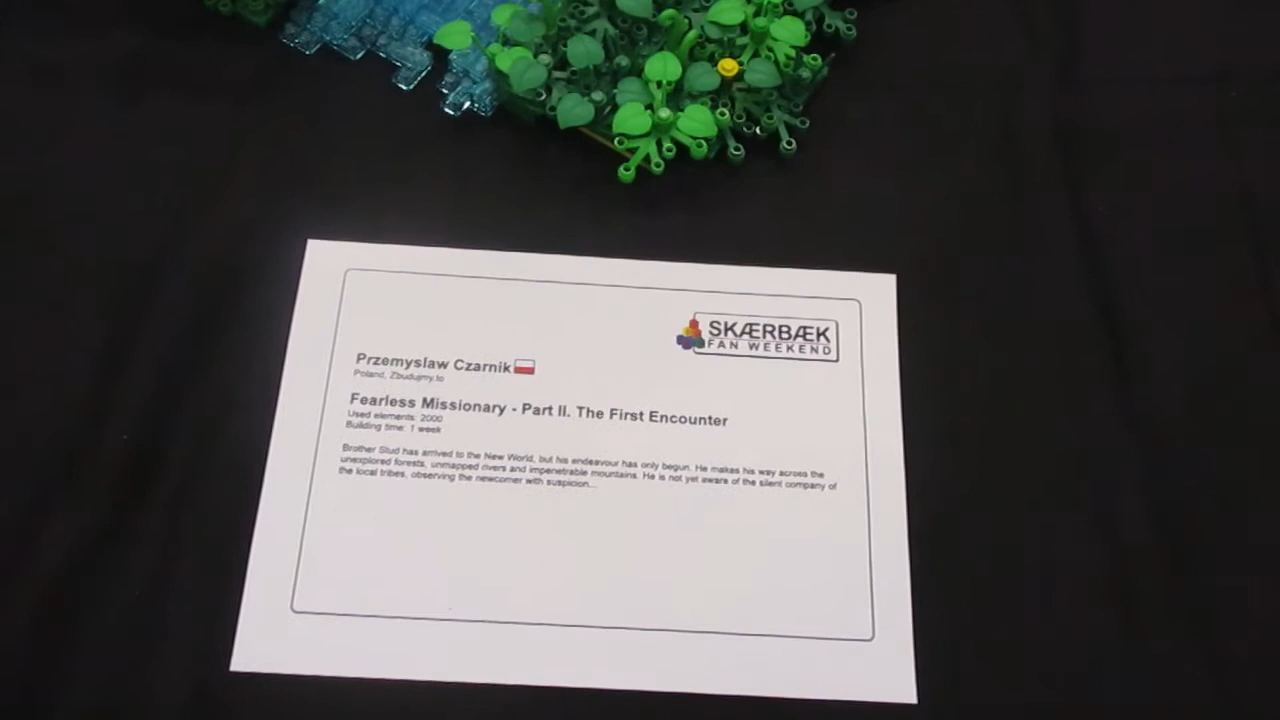 SKÆRBÆK
FAN WEEKEND
Przemyslaw Czarnik
Poland, Zbudujmy.to
Fearless Missionary - Part II. The First Encounter
Used elements: 2000
Building time: 1 week
Brother Stud has arrived to the New World, but his endeavour has only begun. He makes his way across the
unexplored forests, unmapped rivers and impenetrable mountains. He is not yet aware of the silent company of
the local tribes, observing the newcomer with suspicion...